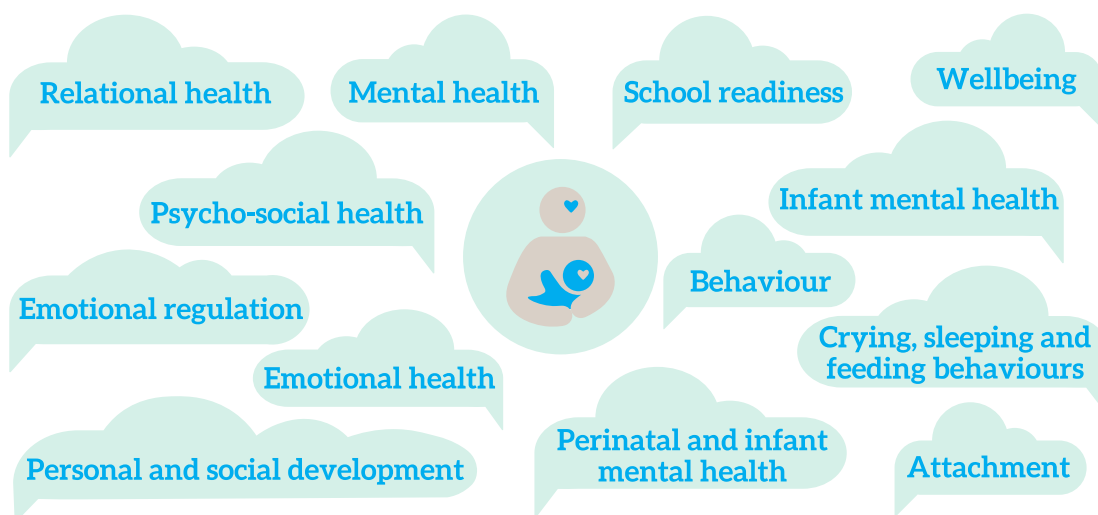 Relational health
Mental health
School readiness
Wellbeing
Psycho-social health
Infant mental health
Emotional regulation
Behaviour
Crying, sleeping and
feeding behaviours
Emotional health
Personal and social development
Perinatal and infant
mental health
Attachment